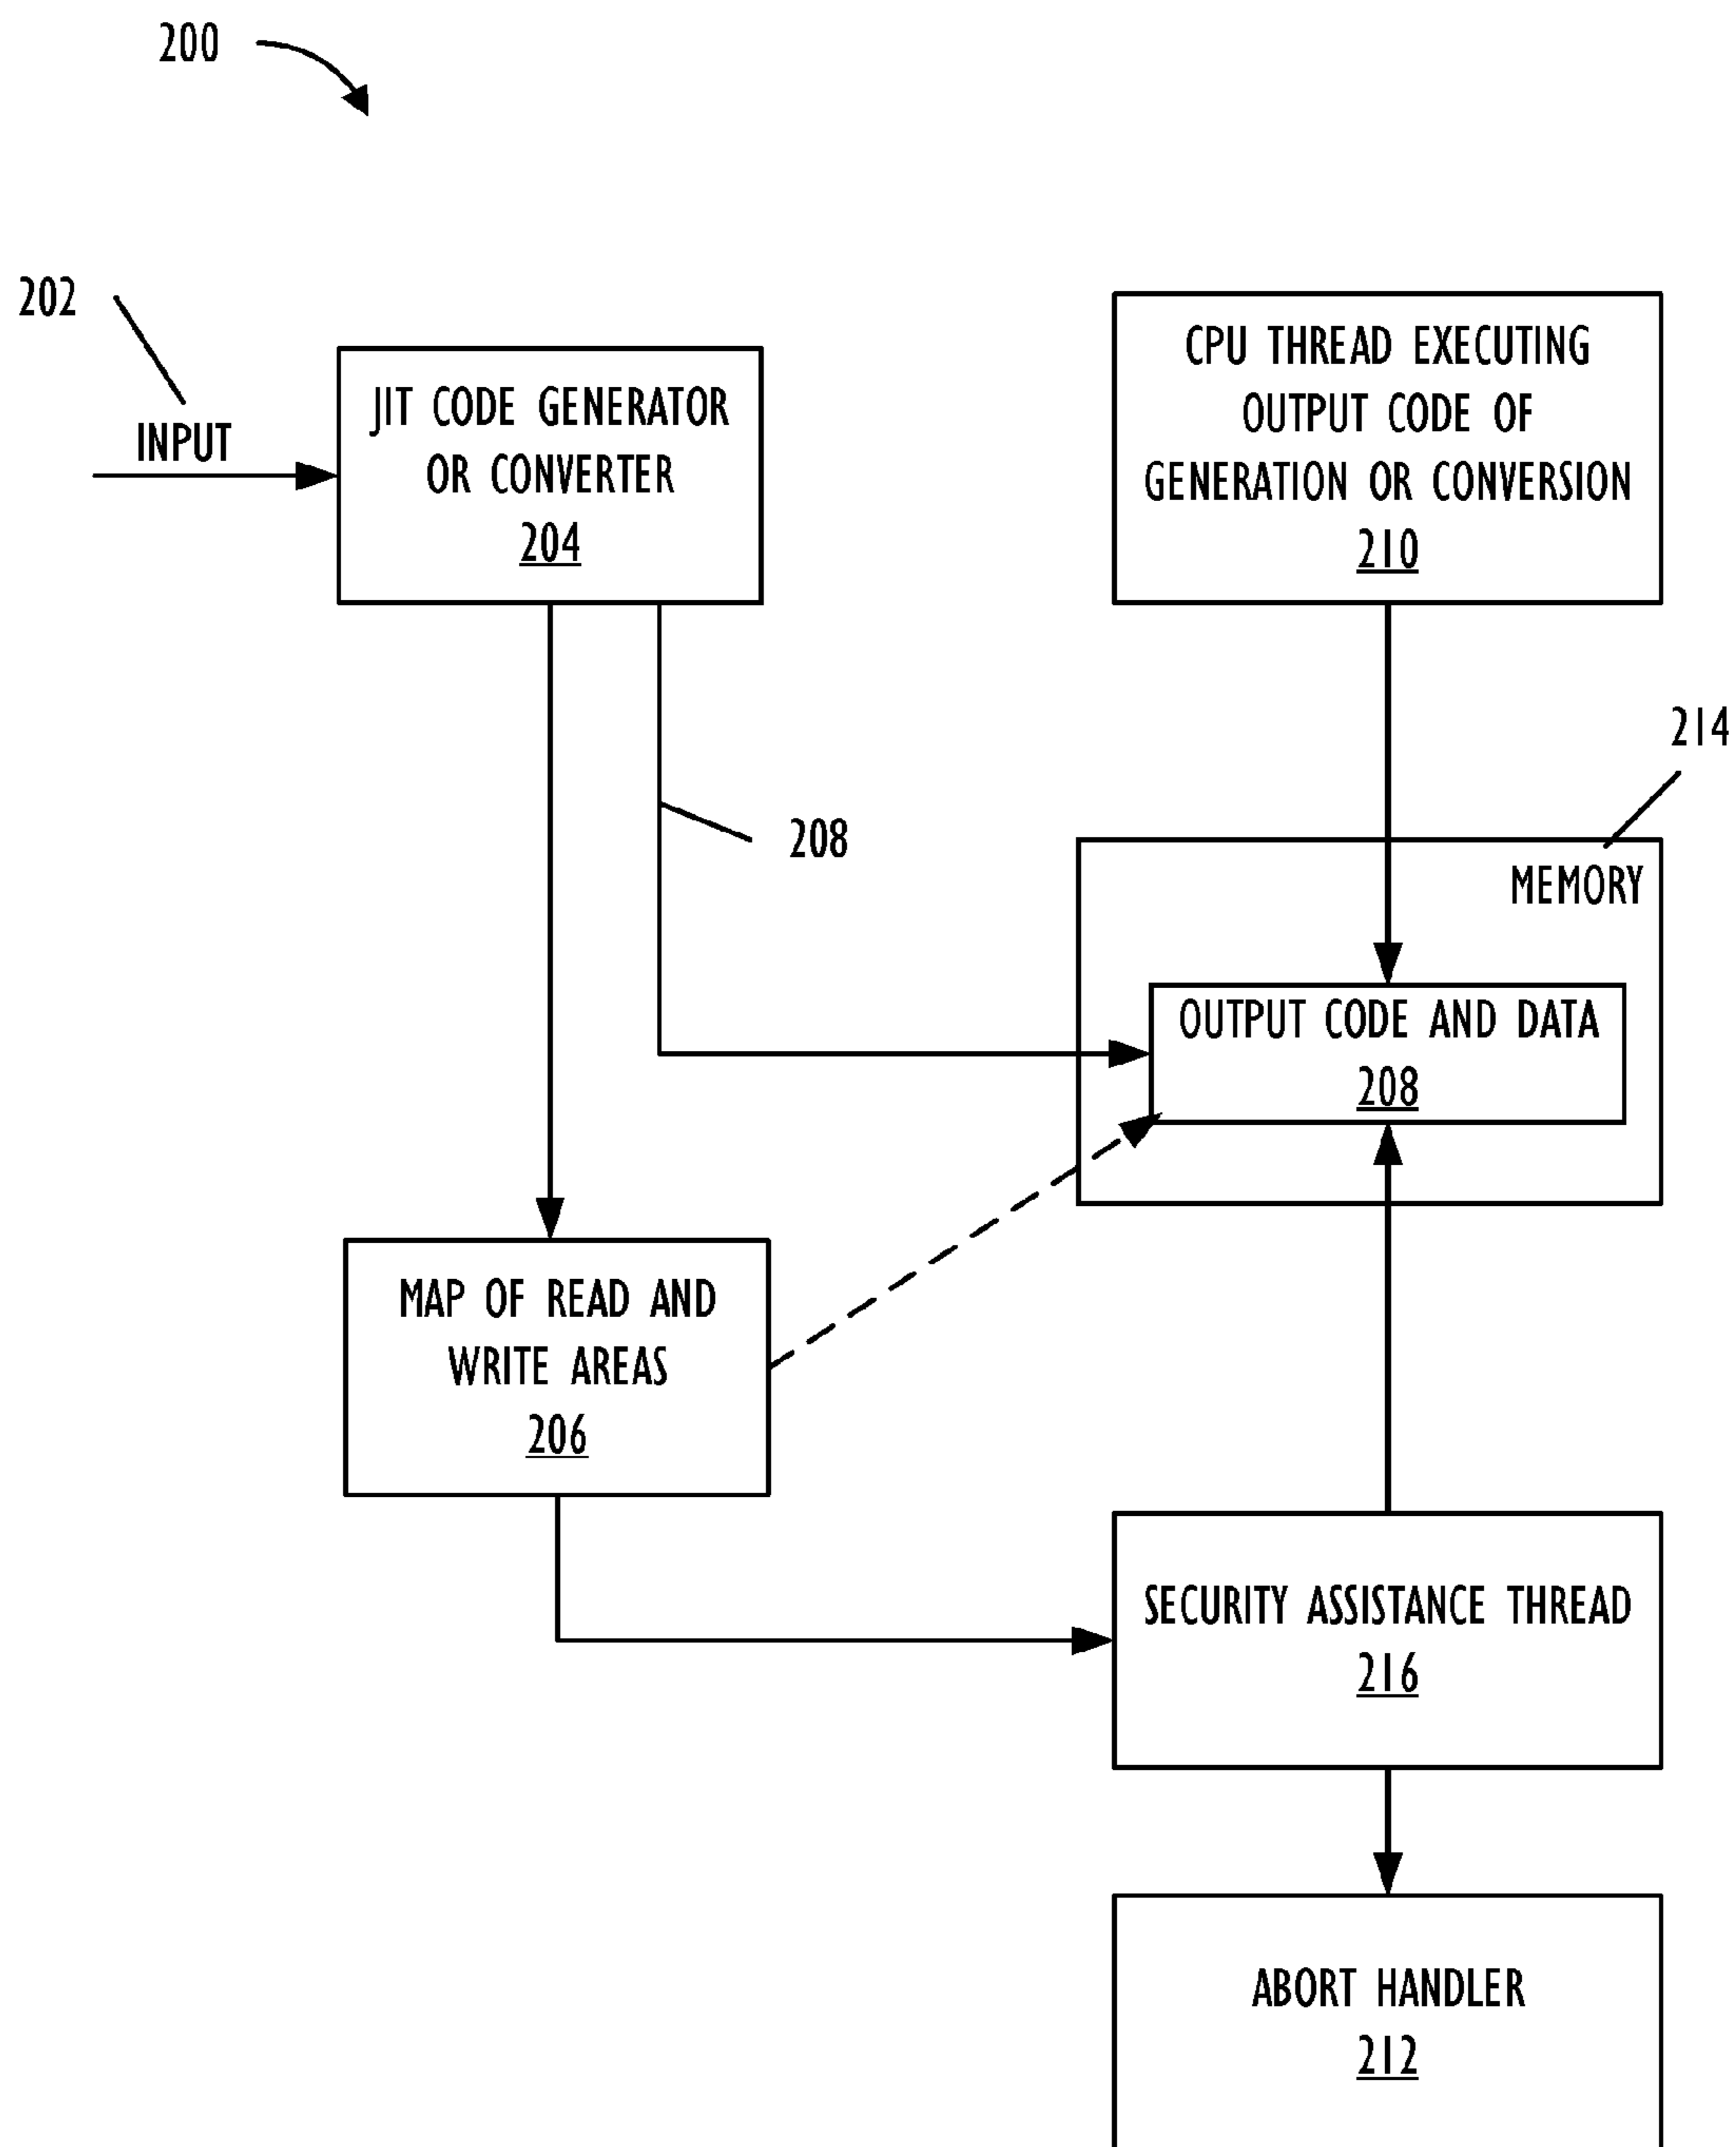 200
202
INPUT
JIT CODE GENERATOR
OR CONVERTER
204
CPU THREAD EXECUTING
OUTPUT CODE OF
GENERATION OR CONVERSION
210
214
208
MEMORY
OUTPUT CODE AND DATA
208
MAP OF READ AND
WRITE AREAS
206
SECURITY ASSISTANCE THREAD
216
ABORT HANDLER
212